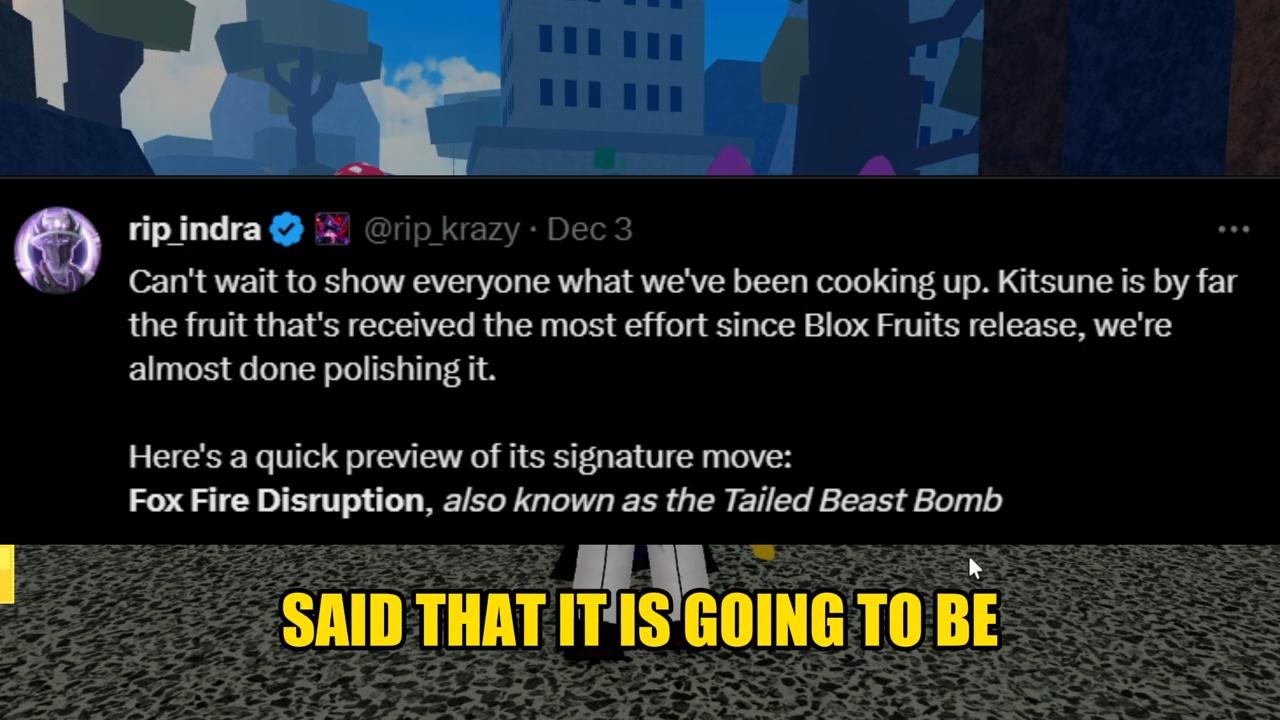 rip_indra @rip_krazy · Dec 3
Can't wait to show everyone what we've been cooking up. Kitsune is by far
the fruit that's received the most effort since Blox Fruits release, we're
almost done polishing it.
Here's a quick preview of its signature move:
Fox Fire Disruption, also known as the Tailed Beast Bomb
SAID THAT IT IS GOING TO BE